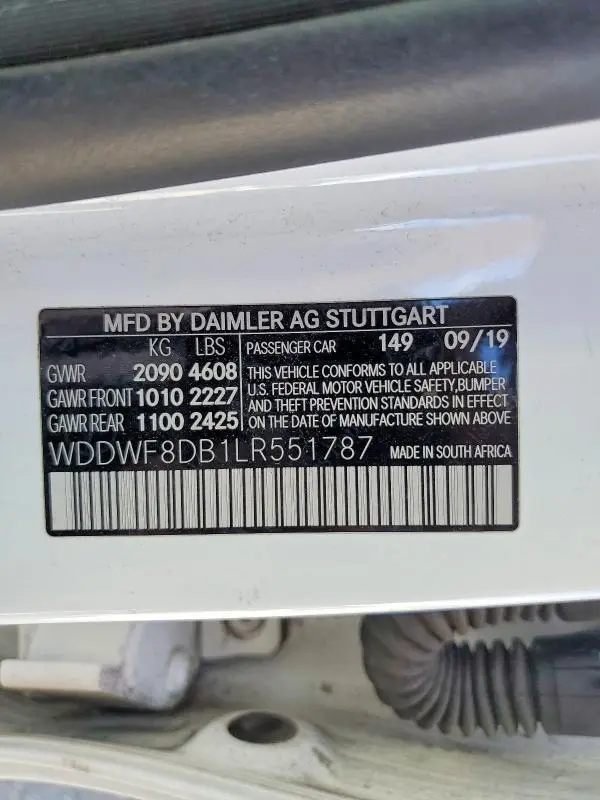 MFD BY DAIMLER AG STUTTGART
KG LBS PASSENGER CAR 149 09/19
GVWR 2090 4608 THIS VEHICLE CONFORMS TO ALL APPLICABLE
GAWR FRONT 1010 2227 U.S. FEDERAL MOTOR VEHICLE SAFETY,BUMPER
AND THEFT PREVENTION STANDARDS IN EFFECT
GAWR REAR 1100 2425 ON THE DATE OF MANUFACTURE SHOWN ABOVE
WDDWF8DB1LR551787 MADE IN SOUTH AFRICA